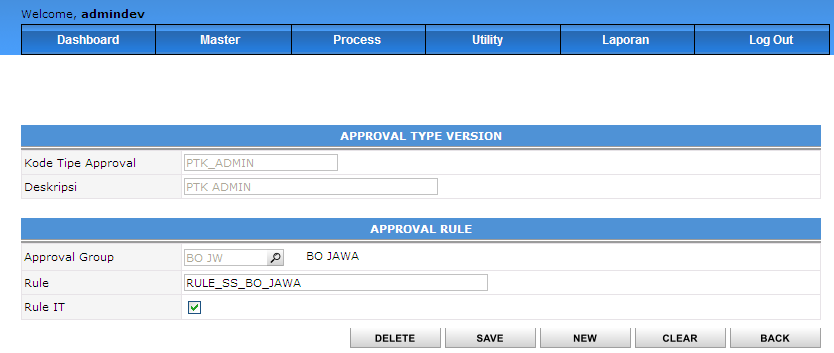 Welcome, admindev
Dashboard Master Process Utility Laporan Log Out
APPROVAL TYPE VERSION
Kode Tipe Approval PTK_ADMIN
Deskripsi PTK ADMIN
APPROVAL RULE
Approval Group BO JW BO JAWA
Rule RULE_SS_BO_JAWA
Rule IT
DELETE SAVE NEW CLEAR BACK